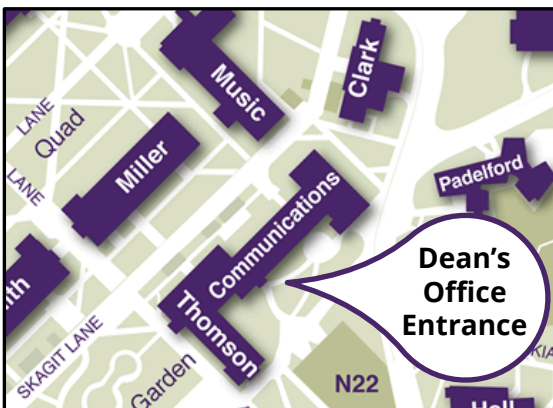 Music
Clark
LANE
Quad
Miller
LANE
Padelford
Communications
Dean’s
Office
Entrance
Thomson
SKAGIT LANE
Garden
N22